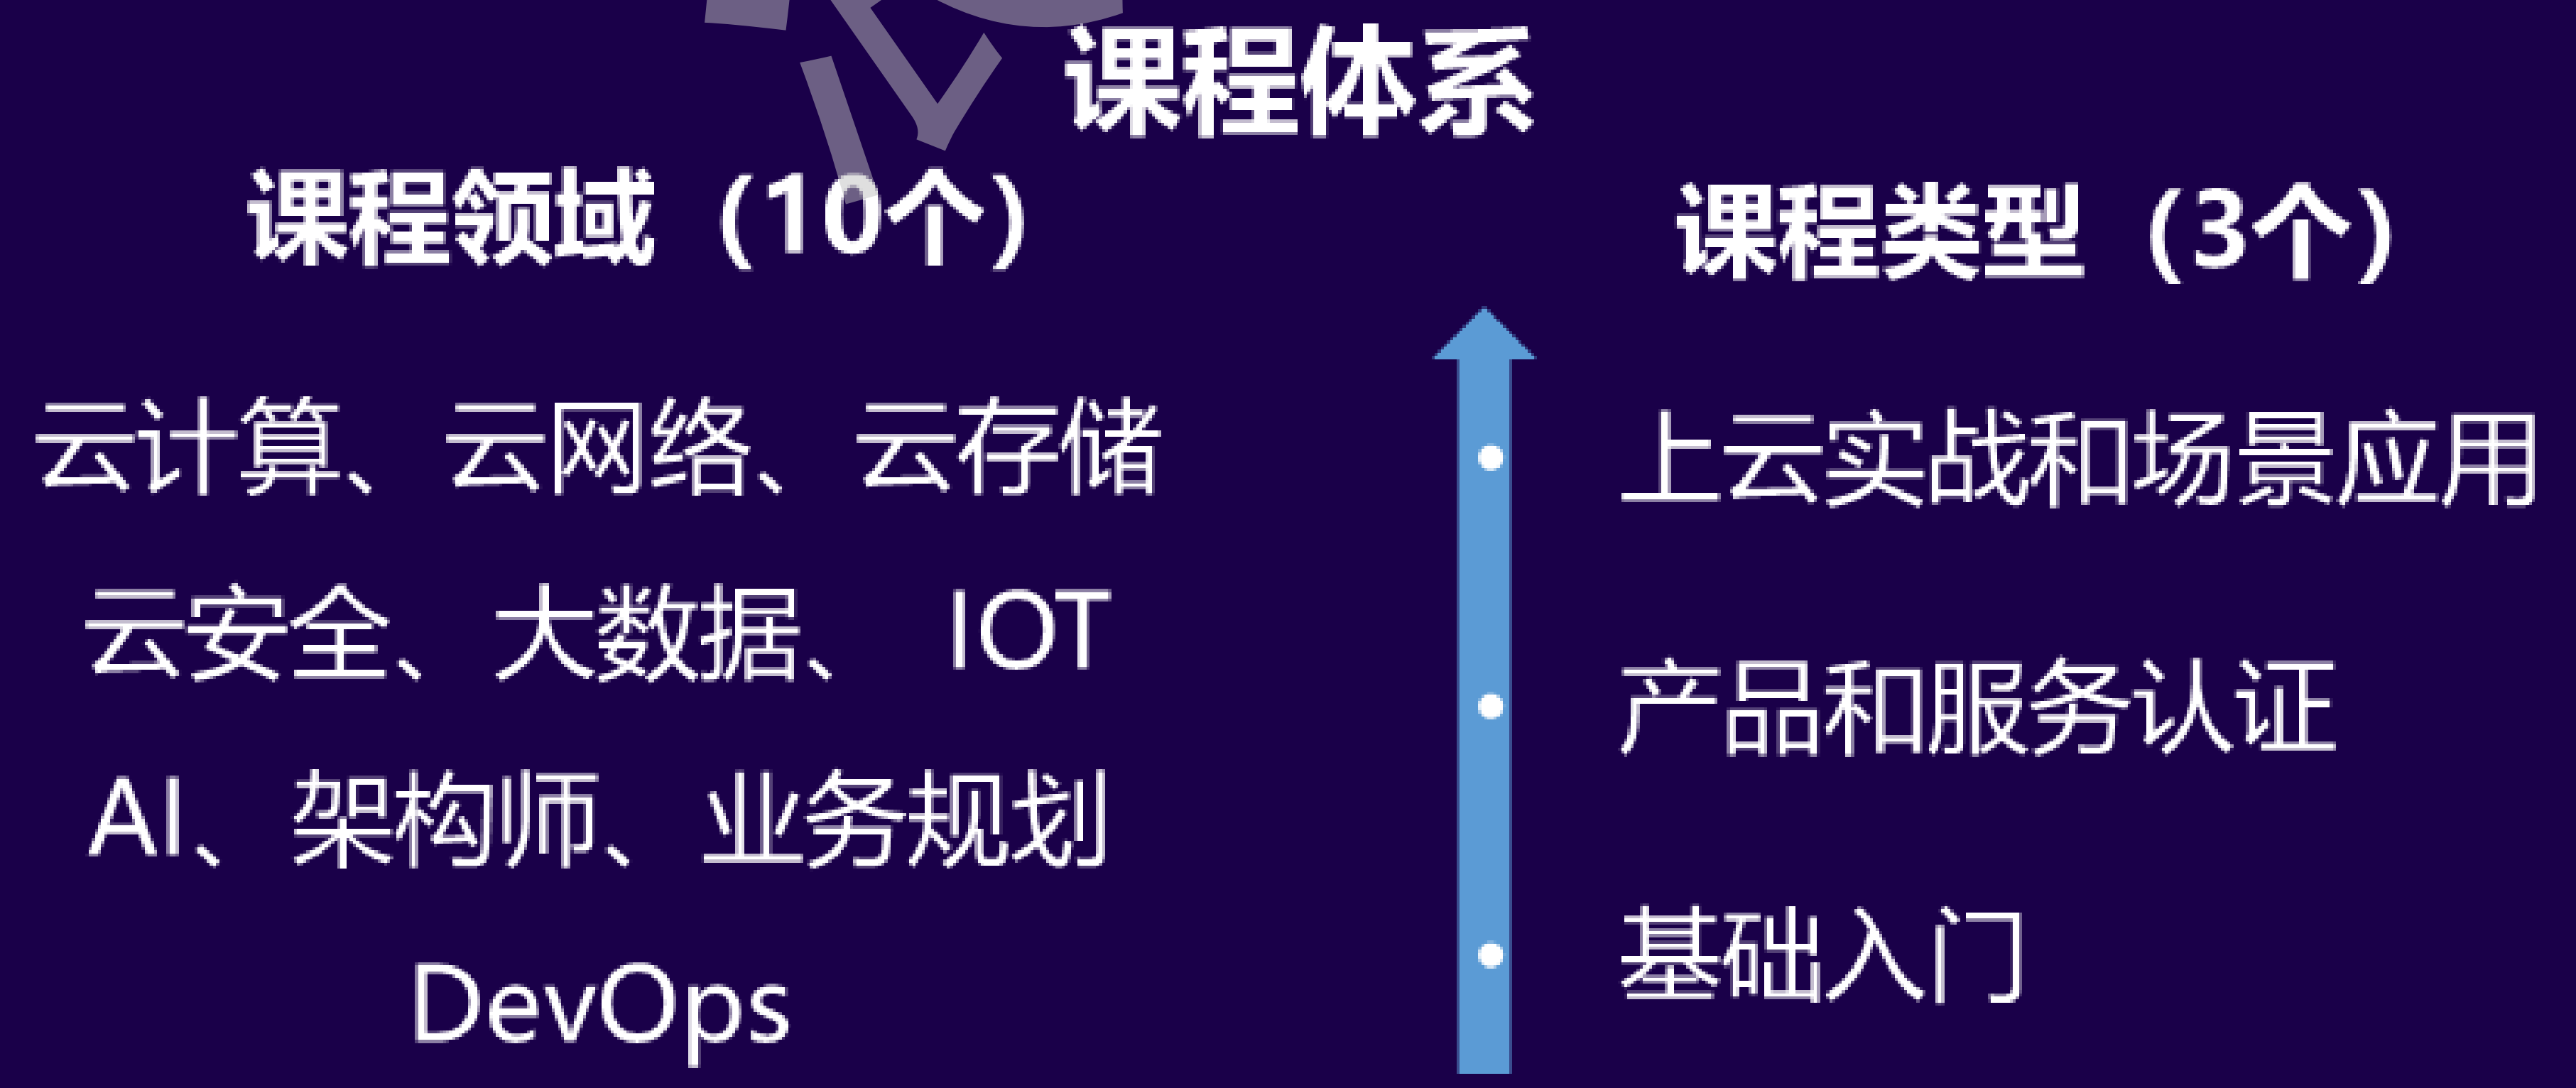 课程体系
课程领域（10个）
云计算、云网络、云存储
云安全、大数据、 IOT
AI、架构师、业务规划
DevOps
课程类型（3个）
上云实战和场景应用
产品和服务认证
基础入门